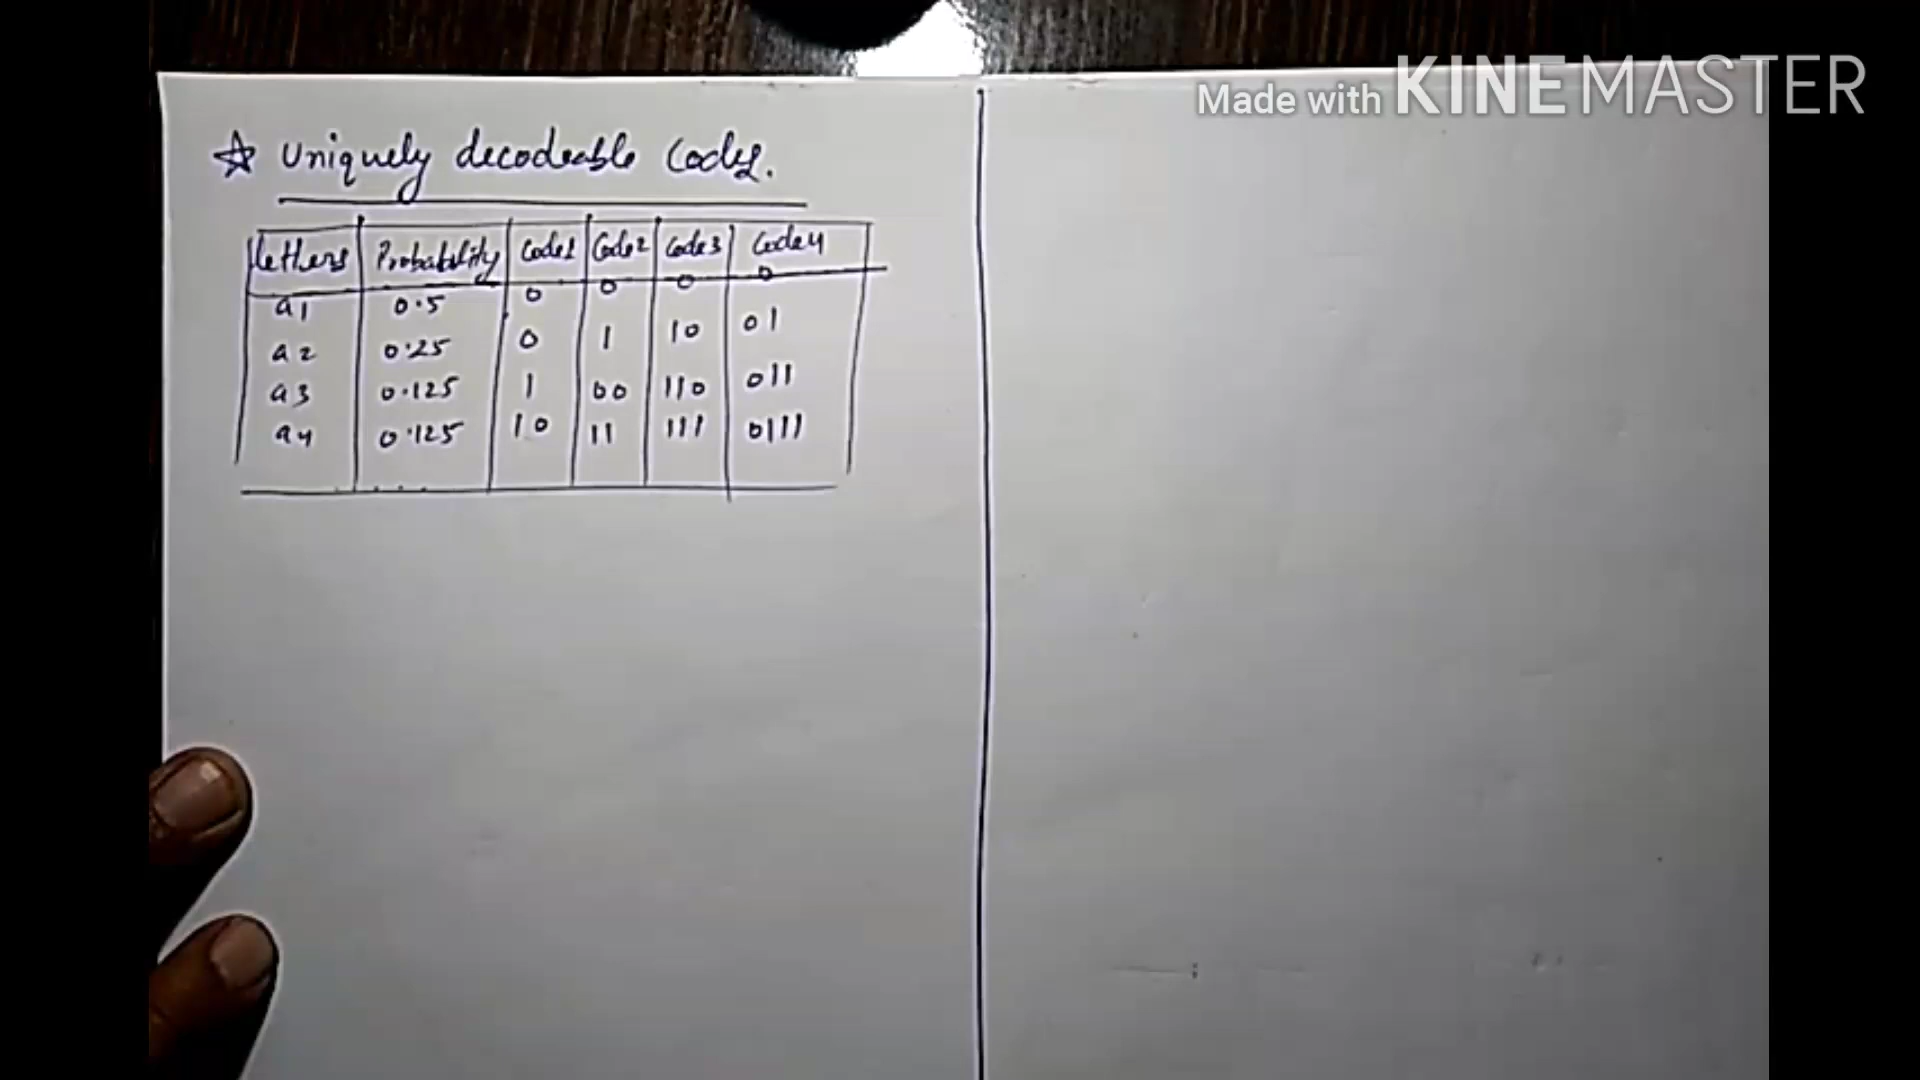 Made with KINEMASTER
☆ Uniquely decodeable Codes.
Letters Probability Code1 Code2 Code3 Code4
a1 0.5 0 0 0 0
a2 0.25 0 1 10 01
a3 0.125 1 00 110 011
a4 0.125 10 11 111 0111